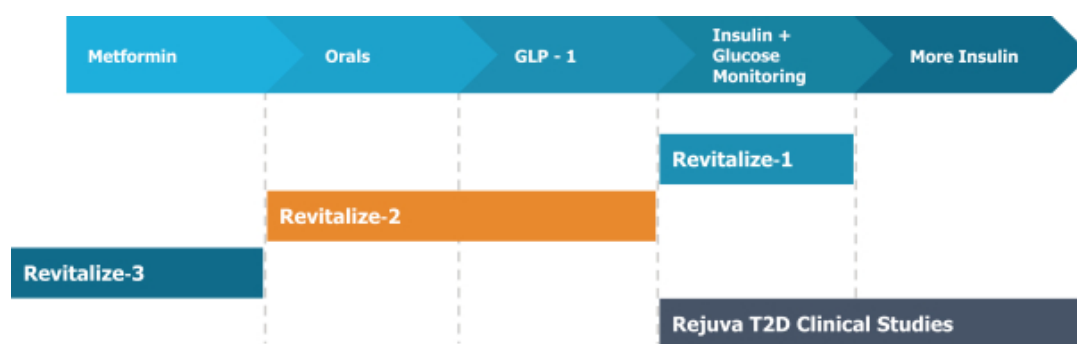 Metformin
Orals
GLP - 1
Insulin +
Glucose
Monitoring
More Insulin
Revitalize-1
Revitalize-2
Revitalize-3
Rejuva T2D Clinical Studies